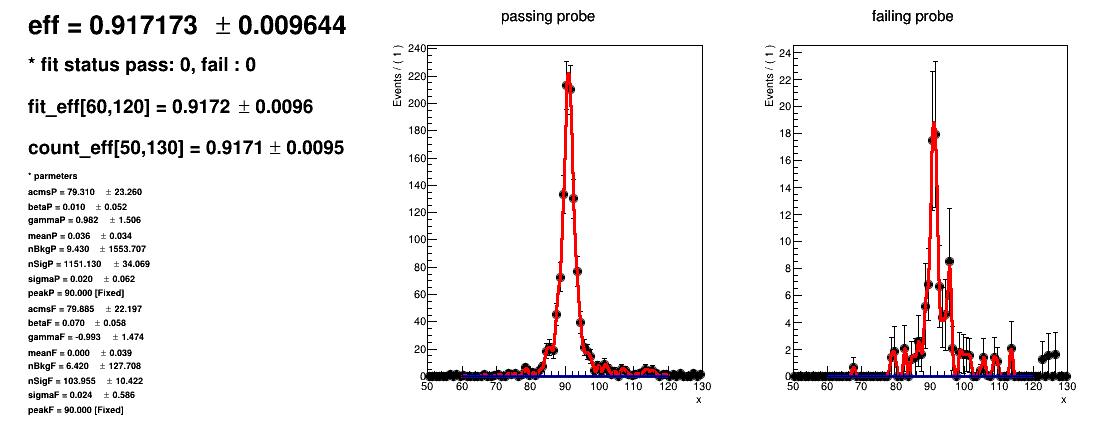 eff = 0.917173 ± 0.009644
* fit status pass: 0, fail : 0
fit_eff[60,120] = 0.9172 ± 0.0096
count_eff[50,130] = 0.9171 ± 0.0095
* parmeters
acmsP = 79.310 ± 23.260
betaP = 0.010 ± 0.052
gammaP = 0.982 ± 1.506
meanP = 0.036 ± 0.034
nBkgP = 9.430 ± 1553.707
nSigP = 1151.130 ± 34.069
sigmaP = 0.020 ± 0.062
peakP = 90.000 [Fixed]
acmsF = 79.885 ± 22.197
betaF = 0.070 ± 0.058
gammaF = -0.993 ± 1.474
meanF = 0.000 ± 0.039
nBkgF = 6.420 ± 127.708
nSigF = 103.955 ± 10.422
sigmaF = 0.024 ± 0.586
peakF = 90.000 [Fixed]
passing probe
Events / ( 1 )
240
220
200
180
160
140
120
100
80
60
40
20
0
50 60 70 80 90 100 110 120 130
x
failing probe
Events / ( 1 )
24
22
20
18
16
14
12
10
8
6
4
2
0
50 60 70 80 90 100 110 120 130
x